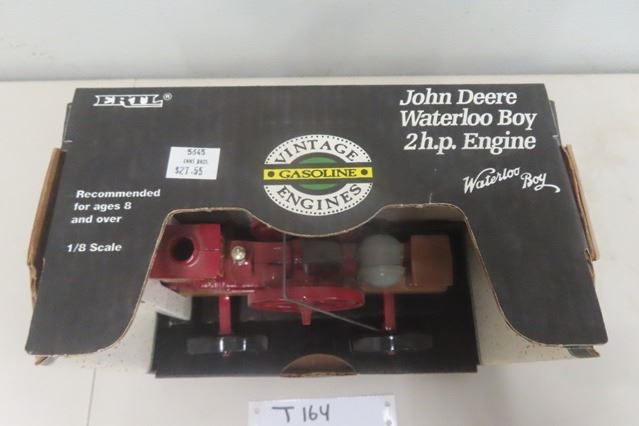 ERTL®
John Deere
Waterloo Boy
2h.p. Engine
Waterloo Boy
5645
$27.95
VINTAGE
GASOLINE
ENGINES
Recommended
for ages 8
and over
1/8 Scale
T 164